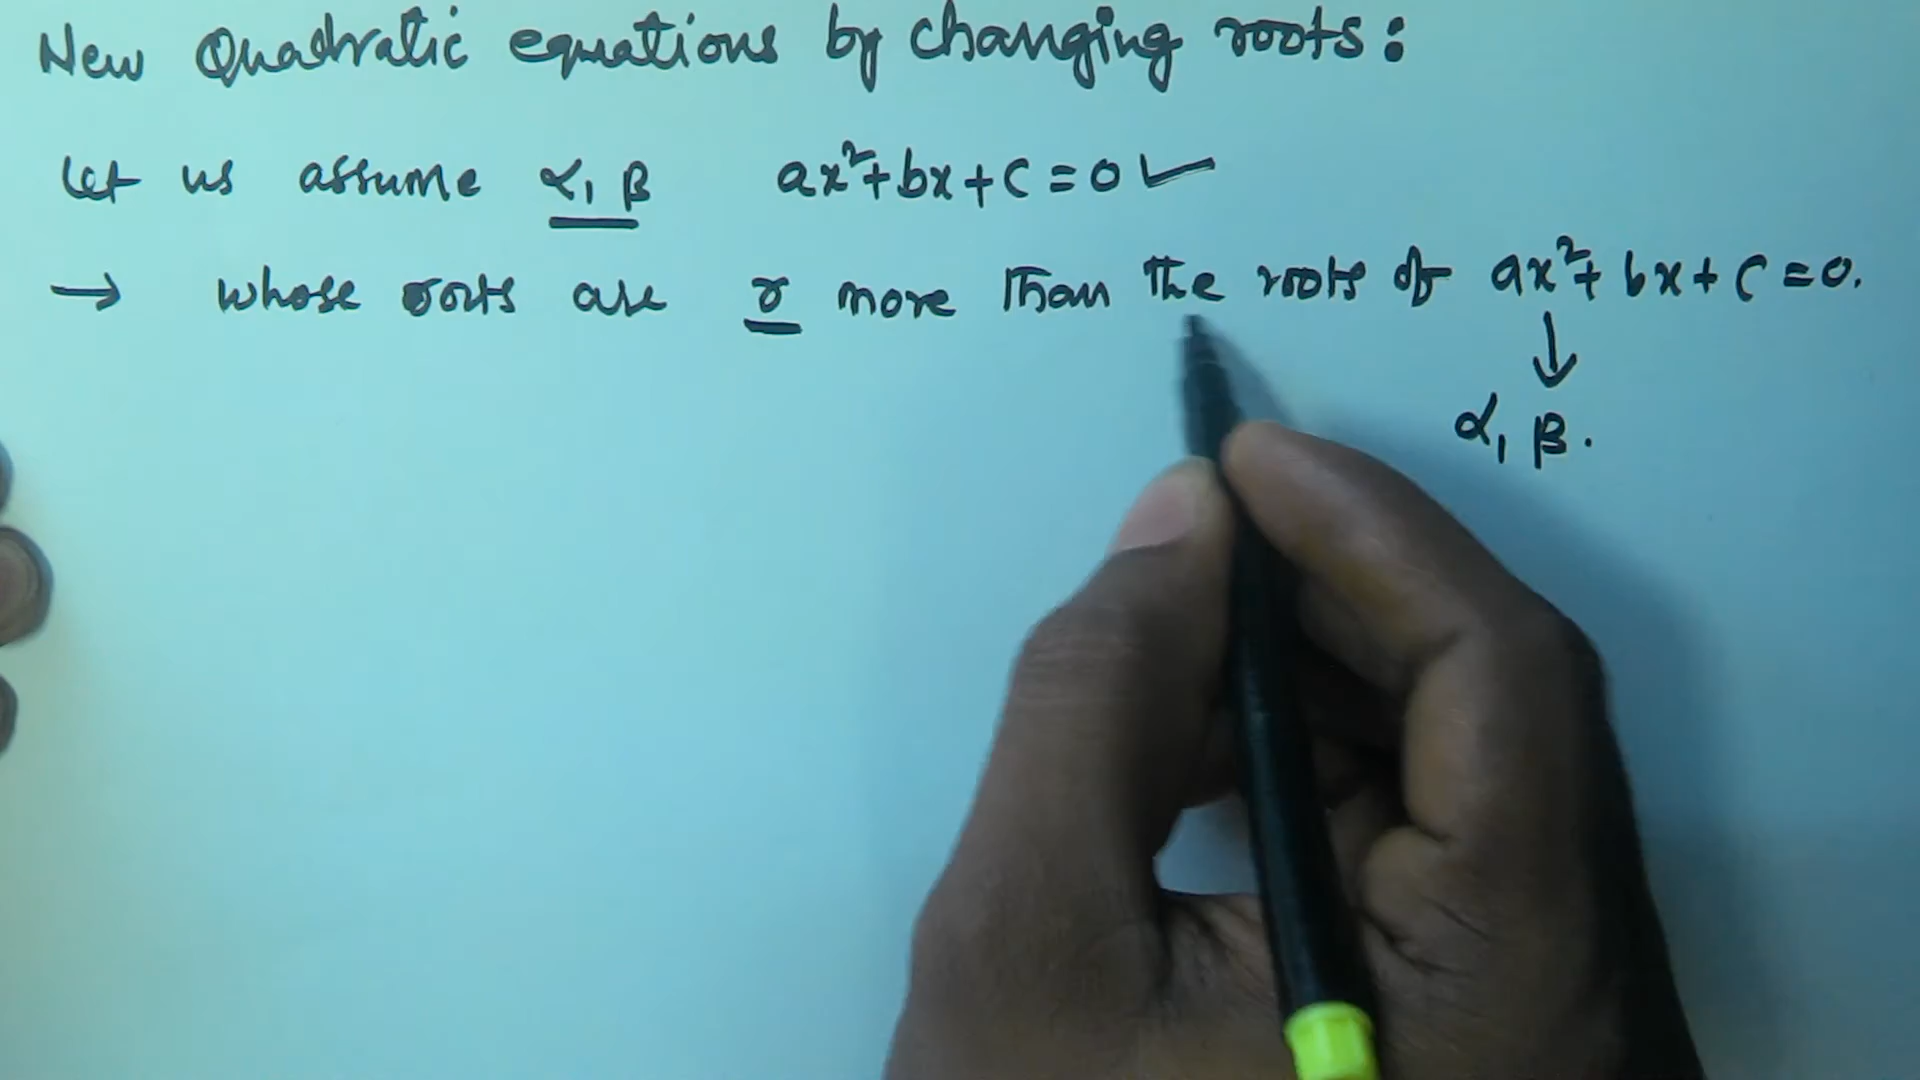 New Quadratic equations by changing roots:
Let us assume α, β ax²+bx+c=0 ✓
→ whose roots are r more than the roots of ax²+bx+c=0.
↓
α, β.